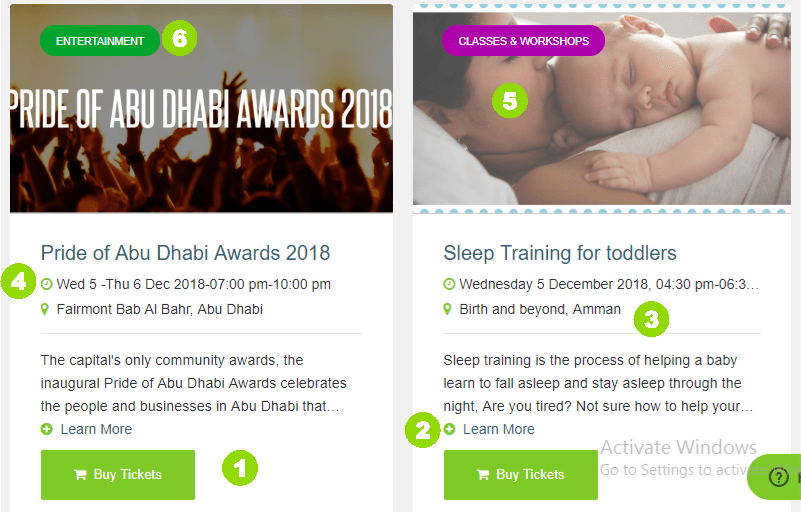 ENTERTAINMENT
6
PRIDE OF ABU DHABI AWARDS 2018
Pride of Abu Dhabi Awards 2018
4
Wed 5 -Thu 6 Dec 2018-07:00 pm-10:00 pm
Fairmont Bab Al Bahr, Abu Dhabi
The capital's only community awards, the
inaugural Pride of Abu Dhabi Awards celebrates
the people and businesses in Abu Dhabi that…
Learn More
Buy Tickets
1
CLASSES & WORKSHOPS
5
Sleep Training for toddlers
Wednesday 5 December 2018, 04:30 pm-06:3…
Birth and beyond, Amman
3
Sleep training is the process of helping a baby
learn to fall asleep and stay asleep through the
night, Are you tired? Not sure how to help your…
2
Learn More
Buy Tickets
Activate Windows
Go to Settings to
?